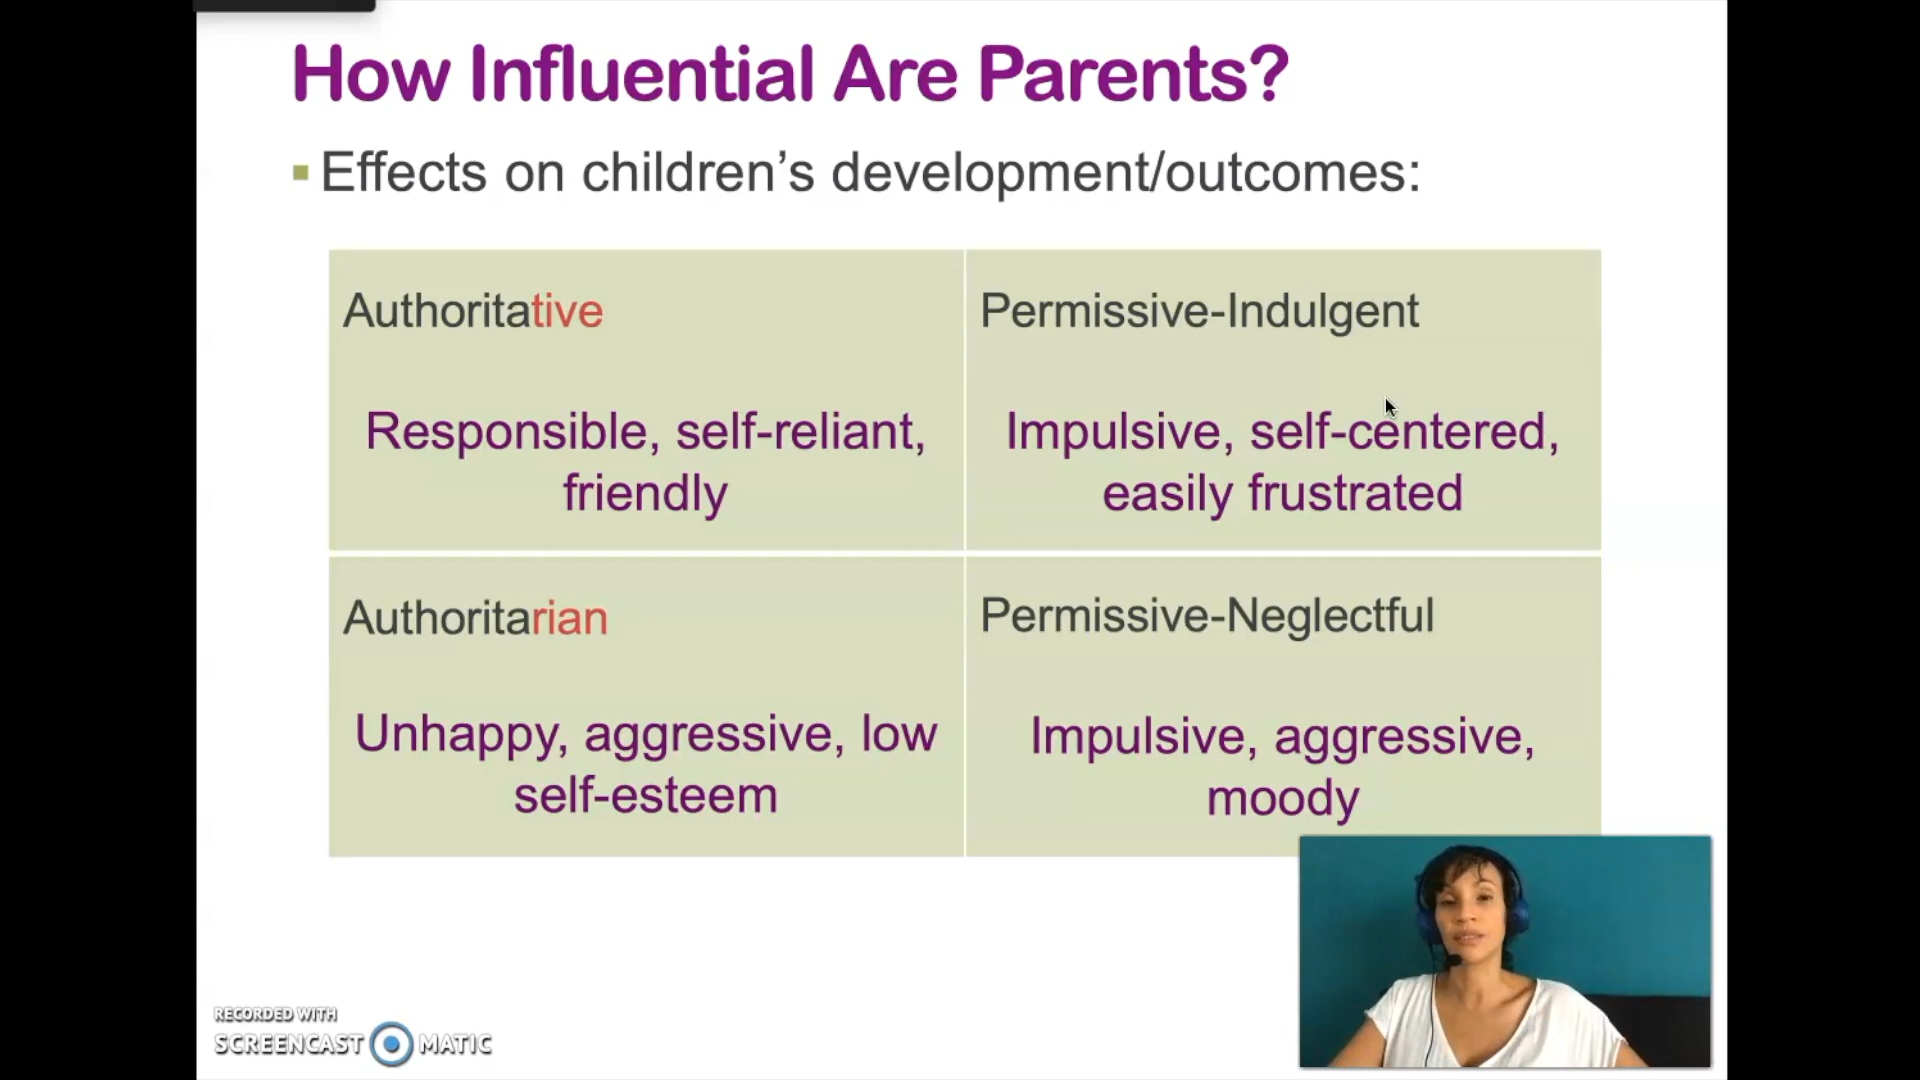 How Influential Are Parents?
Effects on children’s development/outcomes:
Authoritative
Responsible, self-reliant,
friendly
Permissive-Indulgent
Impulsive, self-centered,
easily frustrated
Authoritarian
Unhappy, aggressive, low
self-esteem
Permissive-Neglectful
Impulsive, aggressive,
moody
RECORDED WITH
SCREENCAST MATIC